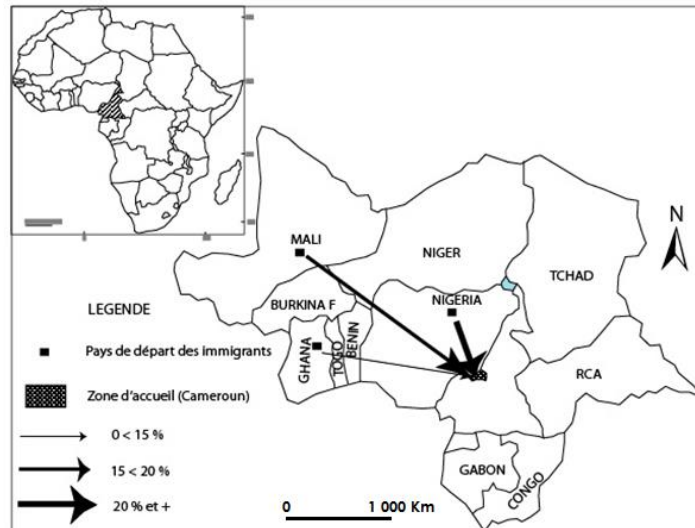 N
MALI
NIGER
TCHAD
NIGERIA
BURKINA F
GHANA
TOGO
BENIN
RCA
GABON
CONGO
LEGENDE
Pays de départ des immigrants
Zone d'accueil (Cameroun)
0 < 15 %
15 < 20 %
20 % et +
0 1 000 Km